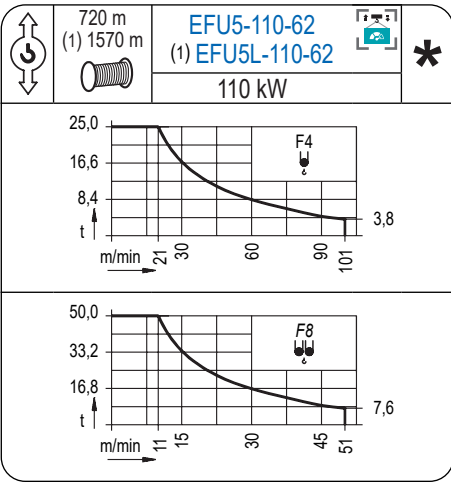 720 m
(1) 1570 m
EFU5-110-62
(1) EFU5L-110-62
110 kW
*
25,0
16,6
8,4
t
F4
3,8
m/min
21
30
60
90
101
50,0
33,2
16,8
t
F8
7,6
m/min
11
15
30
45
51